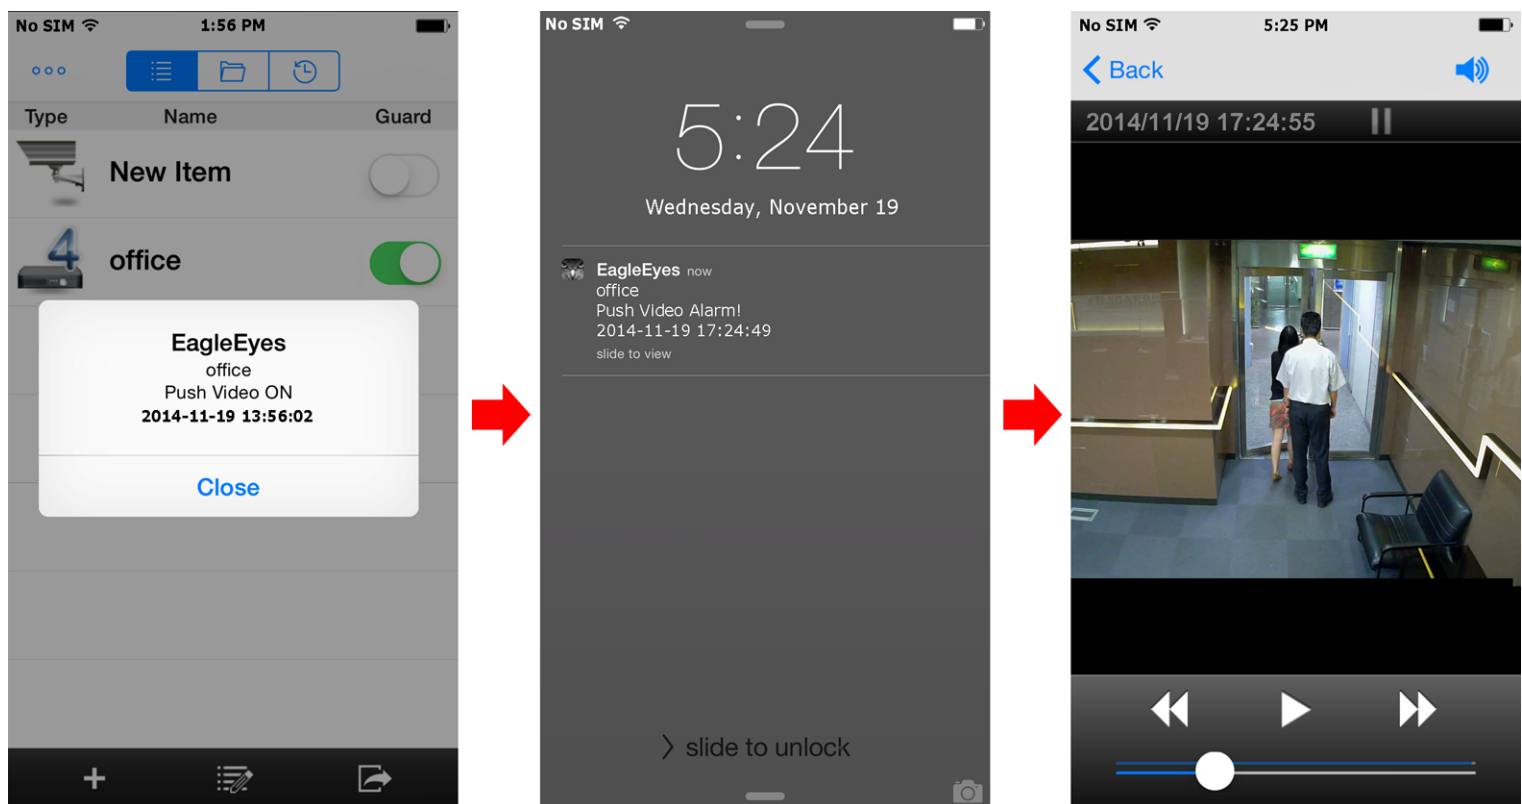 No SIM 1:56 PM
Type Name Guard
New Item
4 office
EagleEyes
office
Push Video ON
2014-11-19 13:56:02
Close
No SIM
5:24
Wednesday, November 19
EagleEyes now
office
Push Video Alarm!
2014-11-19 17:24:49
slide to view
slide to unlock
No SIM 5:25 PM
Back
2014/11/19 17:24:55